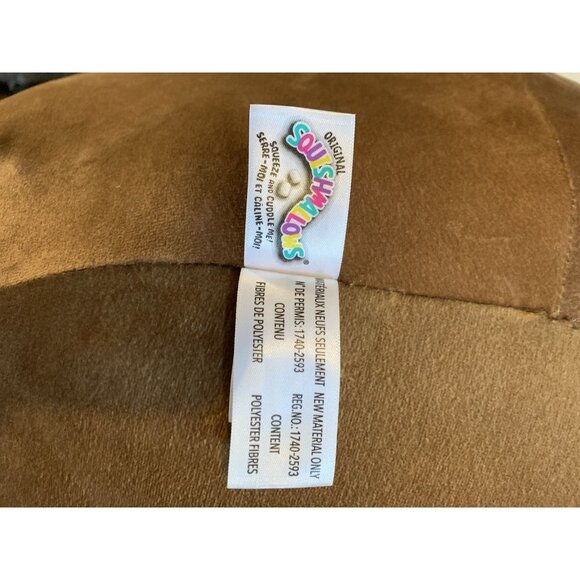 ORIGINAL
SQUISHMALLOWS®
SQUEEZE AND CUDDLE ME!
SERRE-MOI ET CÂLINE-MOI!
MATÉRIAUX NEUFS SEULEMENT
N° DE PERMIS: 1740-2593
CONTENU
FIBRES DE POLYESTER
NEW MATERIAL ONLY
REG.NO.: 1740-2593
CONTENT
POLYESTER FIBRES